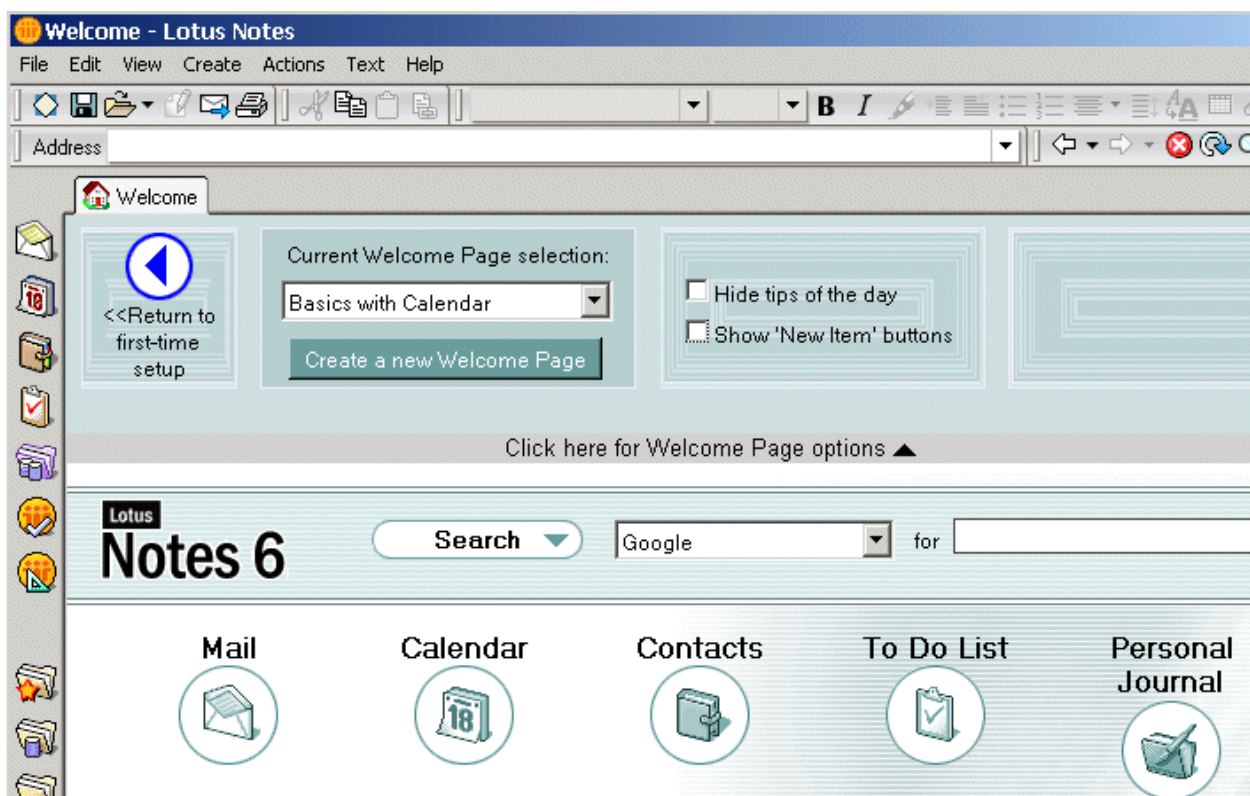 Welcome - Lotus Notes
File Edit View Create Actions Text Help
B I
Address
Welcome
Current Welcome Page selection:
Basics with Calendar
Create a new Welcome Page
<<Return to
first-time
setup
Hide tips of the day
Show 'New Item' buttons
Click here for Welcome Page options
Lotus
Notes 6
Search
Google
for
Mail
Calendar
Contacts
To Do List
Personal
Journal
18
18